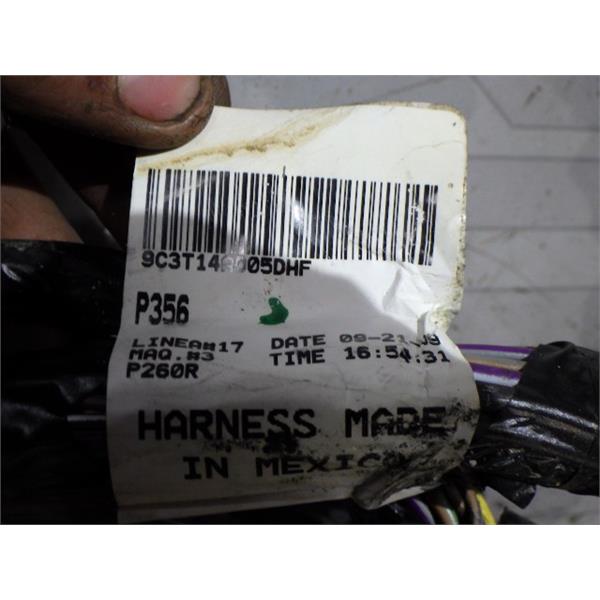 9C3T14A005DHF
P356
LINEA#17 DATE 09-21-09
MAQ.#3 TIME 16:54:31
P260R
HARNESS MADE
IN MEXICO